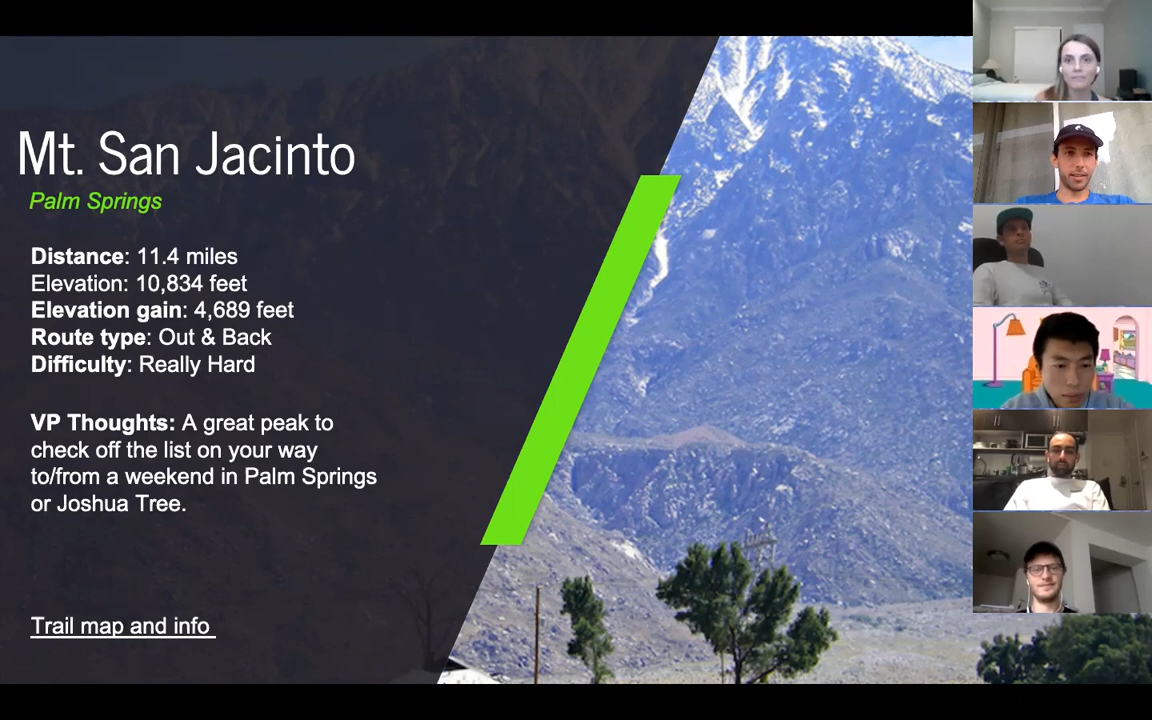 Mt. San Jacinto
Palm Springs
Distance: 11.4 miles
Elevation: 10,834 feet
Elevation gain: 4,689 feet
Route type: Out & Back
Difficulty: Really Hard
VP Thoughts: A great peak to
check off the list on your way
to/from a weekend in Palm Springs
or Joshua Tree.
Trail map and info